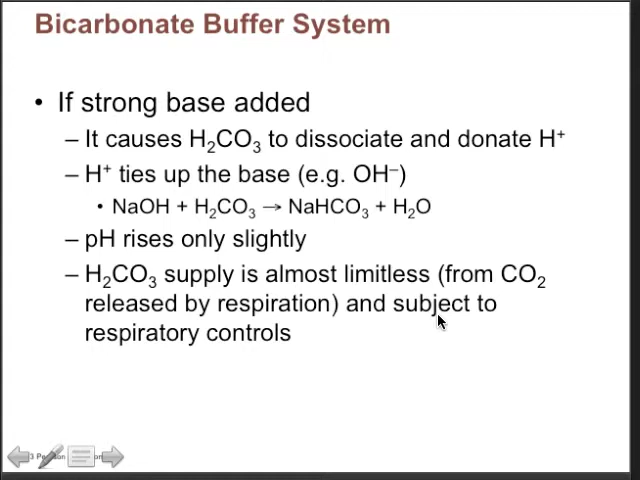 Bicarbonate Buffer System
• If strong base added
– It causes H₂CO₃ to dissociate and donate H⁺
– H⁺ ties up the base (e.g. OH⁻)
• NaOH + H₂CO₃ → NaHCO₃ + H₂O
– pH rises only slightly
– H₂CO₃ supply is almost limitless (from CO₂
released by respiration) and subject to
respiratory controls